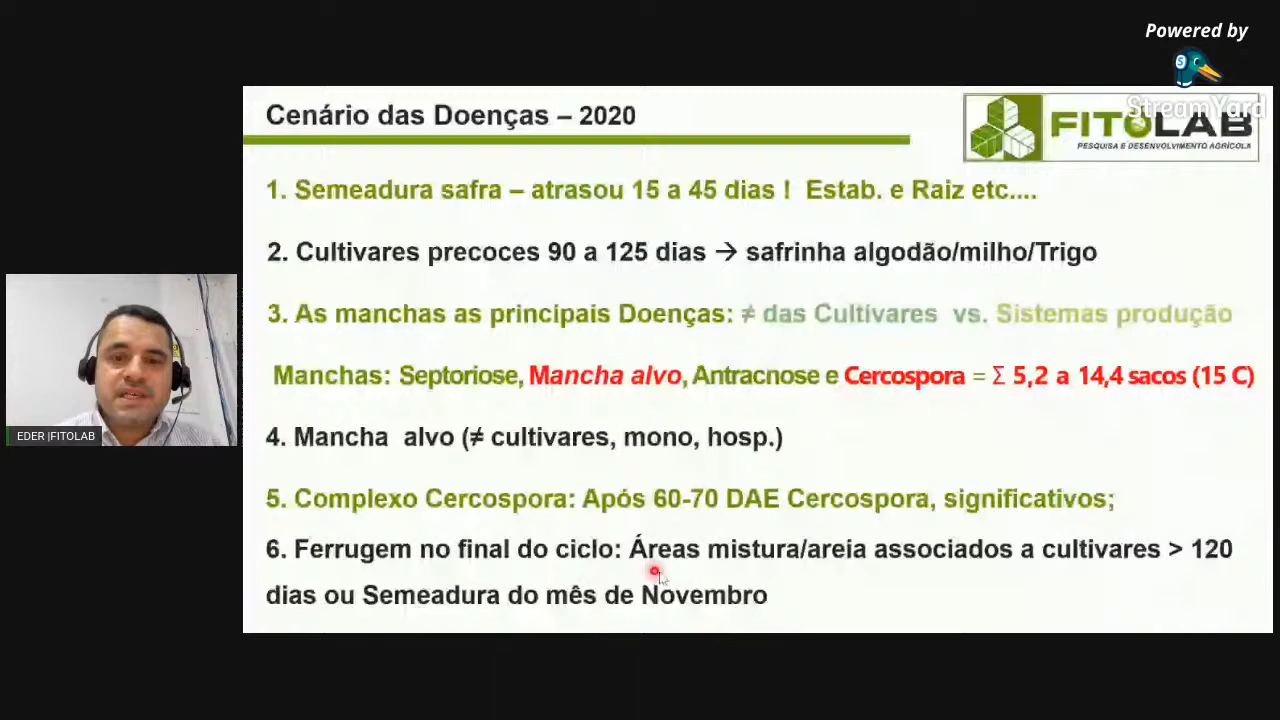 Powered by
StreamYard
Cenário das Doenças – 2020
FITOLAB
PESQUISA E DESENVOLVIMENTO AGRÍCOLA
1. Semeadura safra – atrasou 15 a 45 dias ! Estab. e Raiz etc....
2. Cultivares precoces 90 a 125 dias → safrinha algodão/milho/Trigo
3. As manchas as principais Doenças: ≠ das Cultívares vs. Sistemas produção
Manchas: Septoriose, Mancha alvo, Antracnose e Cercospora = Σ 5,2 a 14,4 sacos (15 C)
4. Mancha alvo (≠ cultivares, mono, hosp.)
5. Complexo Cercospora: Após 60-70 DAE Cercospora, significativos;
6. Ferrugem no final do ciclo: Áreas mistura/areia associados a cultivares > 120
dias ou Semeadura do mês de Novembro
EDER |FITOLAB